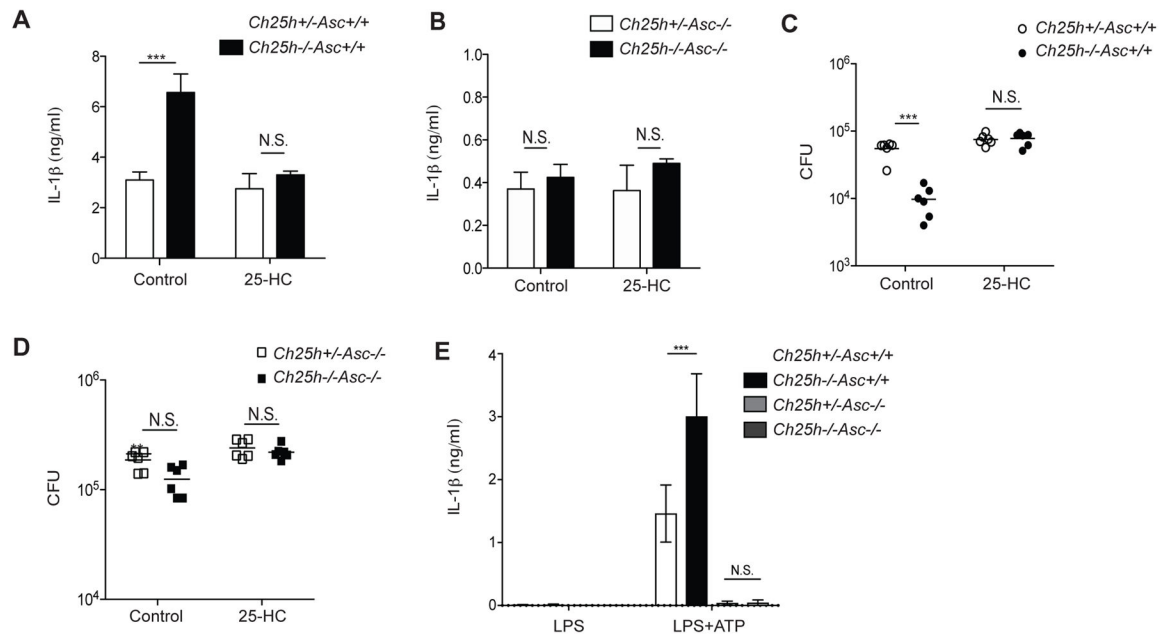 A
Ch25h+/-Asc+/+
Ch25h-/-Asc+/+
IL-1β (ng/ml)
8
6
4
2
0
***
N.S.
Control
25-HC
B
Ch25h+/-Asc-/-
Ch25h-/-Asc-/-
IL-1β (ng/ml)
1.0
0.8
0.6
0.4
0.2
0.0
N.S.
N.S.
Control
25-HC
C
Ch25h+/-Asc+/+
Ch25h-/-Asc+/+
CFU
10⁶
10⁵
10⁴
10³
***
N.S.
Control
25-HC
D
Ch25h+/-Asc-/-
Ch25h-/-Asc-/-
CFU
10⁶
10⁵
10⁴
**
N.S.
N.S.
Control
25-HC
E
Ch25h+/-Asc+/+
Ch25h-/-Asc+/+
Ch25h+/-Asc-/-
Ch25h-/-Asc-/-
IL-1β (ng/ml)
4
3
2
1
0
***
N.S.
LPS
LPS+ATP